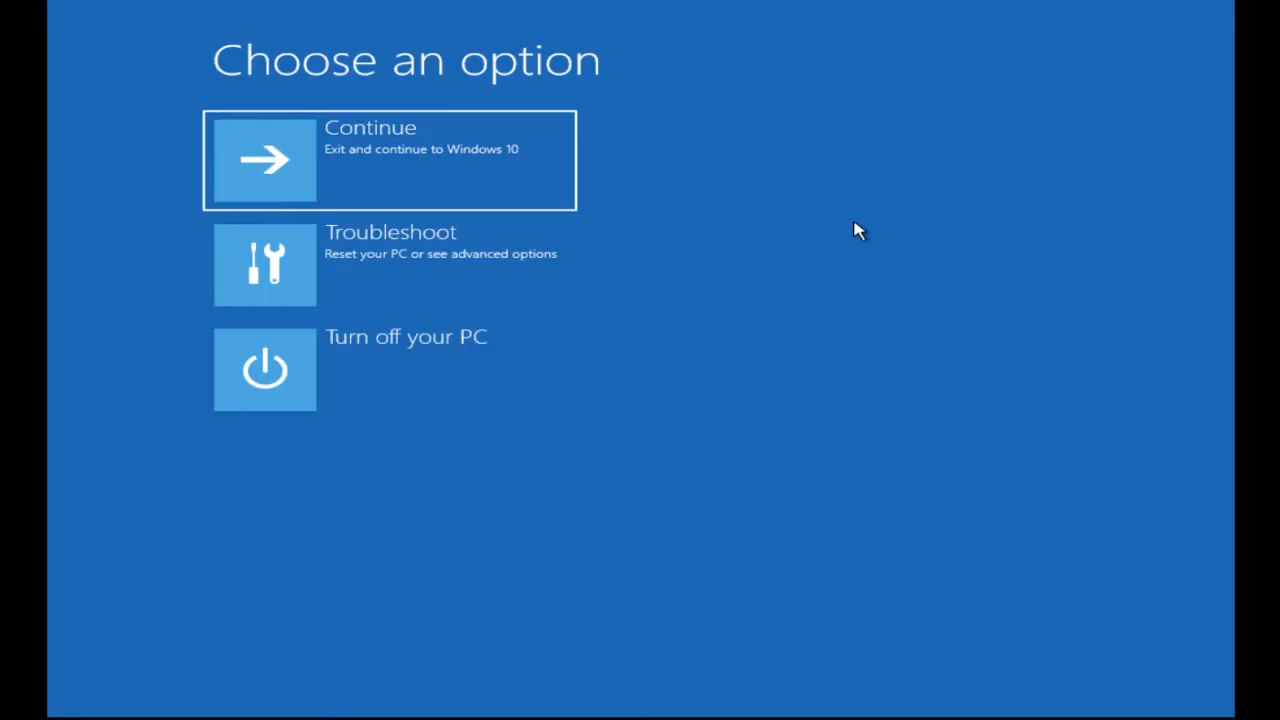 Choose an option
Continue
Exit and continue to Windows 10
Troubleshoot
Reset your PC or see advanced options
Turn off your PC